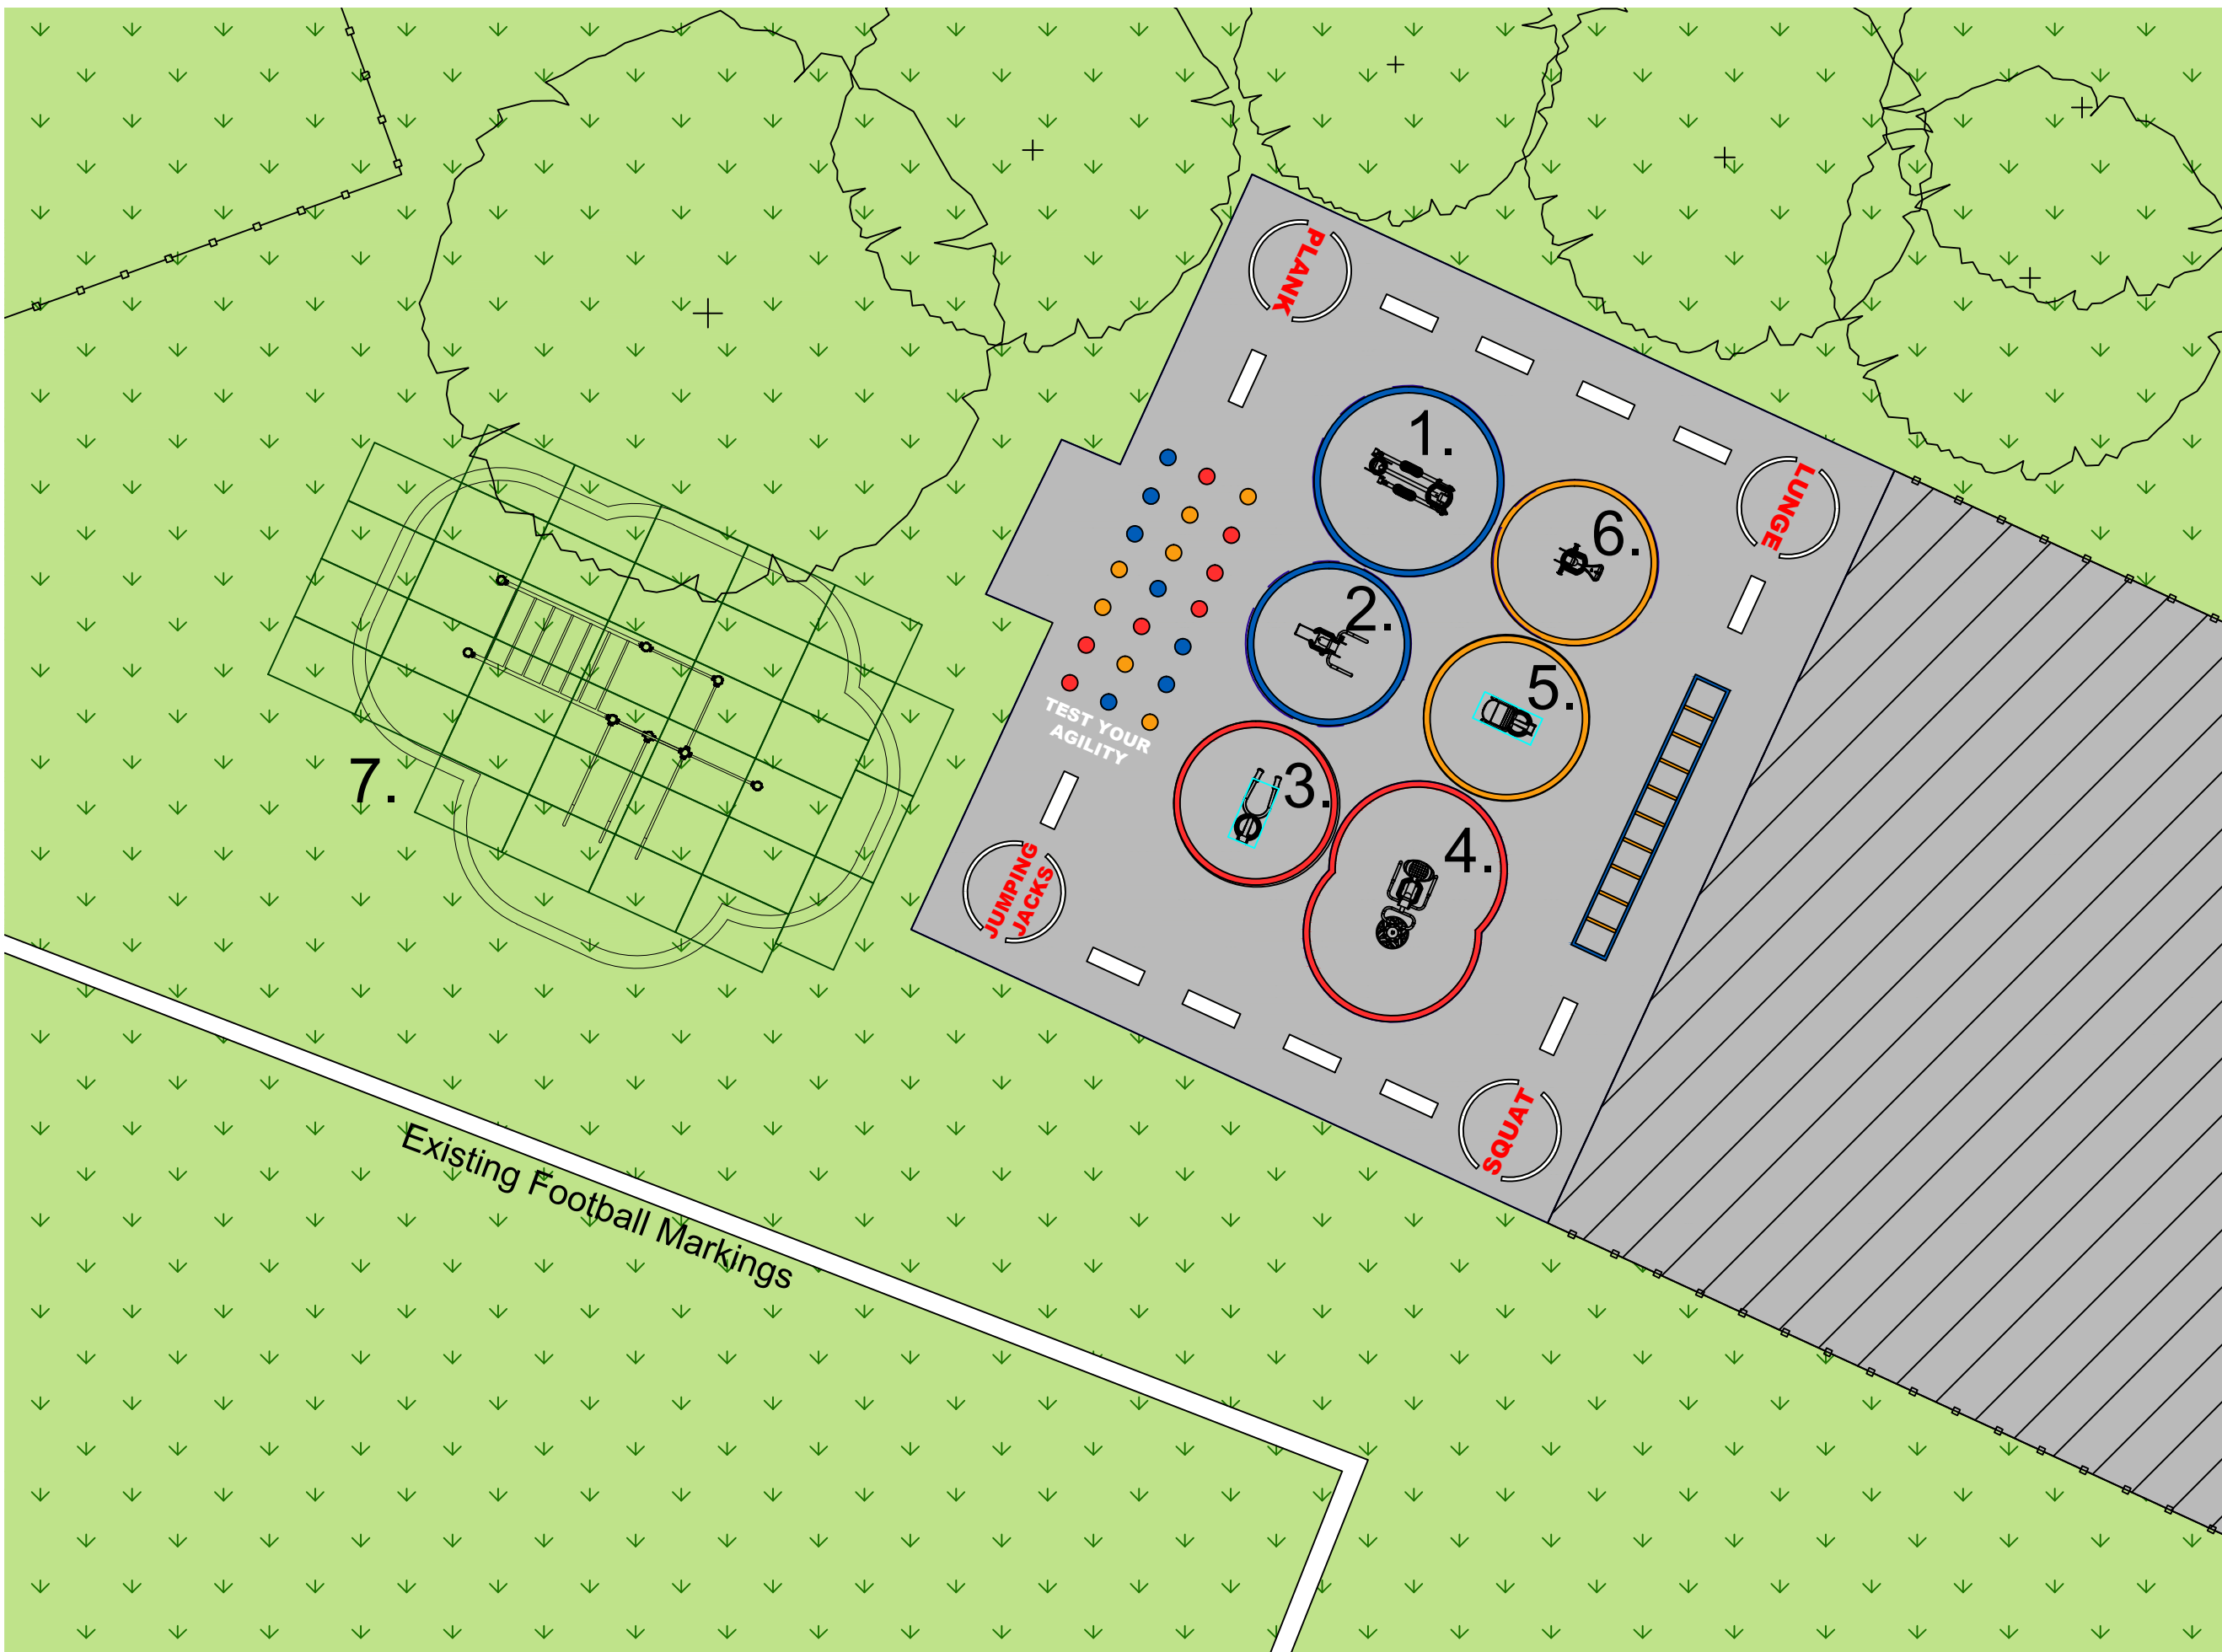 PLANK
1.
LUNGE
6.
2.
5.
TEST YOUR
AGILITY
3.
7.
4.
JUMPING
JACKS
SQUAT
Existing Football Markings